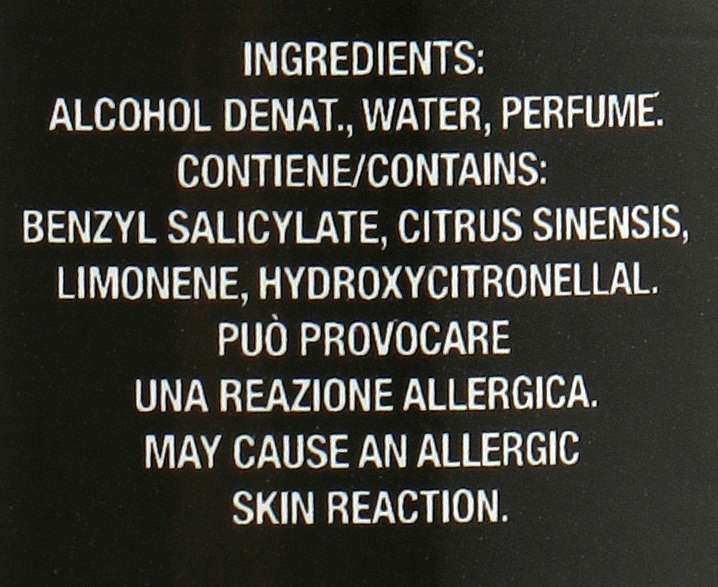 INGREDIENTS:
ALCOHOL DENAT., WATER, PERFUME.
CONTIENE/CONTAINS:
BENZYL SALICYLATE, CITRUS SINENSIS,
LIMONENE, HYDROXYCITRONELLAL.
PUÒ PROVOCARE
UNA REAZIONE ALLERGICA.
MAY CAUSE AN ALLERGIC
SKIN REACTION.